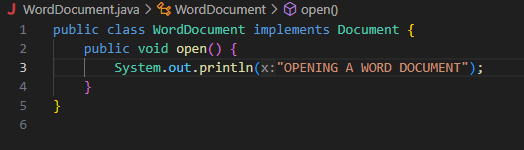 J WordDocument.java > WordDocument > open()
1 public class WordDocument implements Document {
2 public void open() {
3 System.out.println(x:"OPENING A WORD DOCUMENT");
4 }
5 }
6